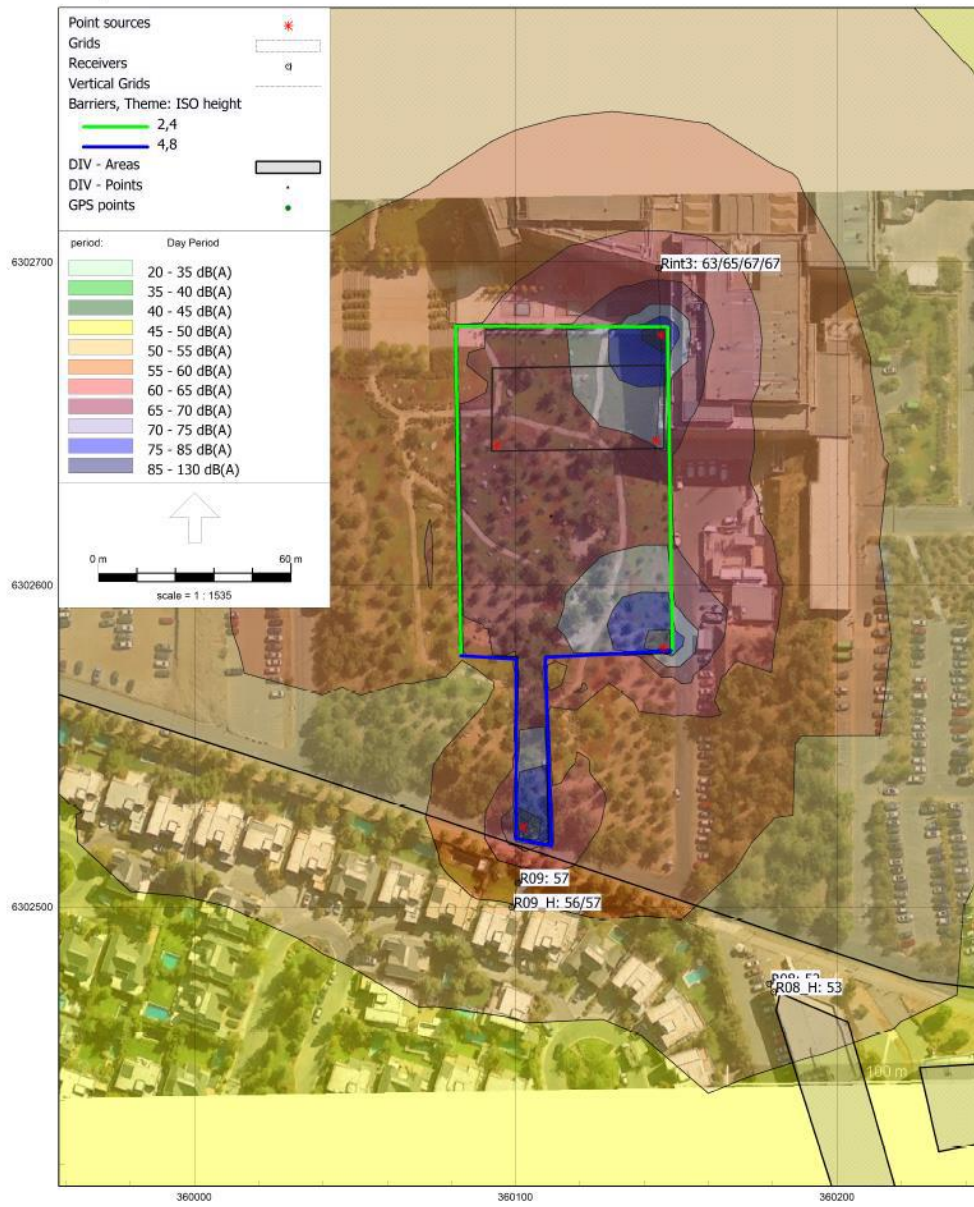 Point sources
Grids
Receivers
Vertical Grids
Barriers, Theme: ISO height
2,4
4,8
DIV - Areas
DIV - Points
GPS points
period: Day Period
20 - 35 dB(A)
35 - 40 dB(A)
40 - 45 dB(A)
45 - 50 dB(A)
50 - 55 dB(A)
55 - 60 dB(A)
60 - 65 dB(A)
65 - 70 dB(A)
70 - 75 dB(A)
75 - 85 dB(A)
85 - 130 dB(A)
0 m 60 m
scale = 1 : 1535
6302700
Rint3: 63/65/67/67
6302600
R09: 57
R09_H: 56/57
6302500
R08_H: 53
100 m
360000 360100 360200